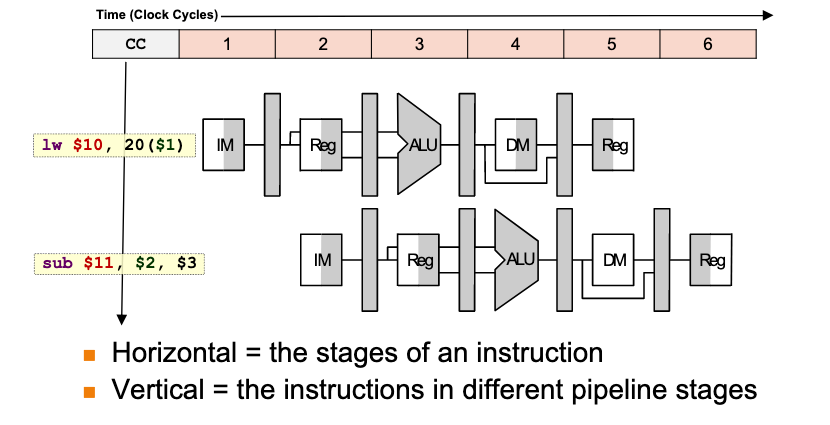 Time (Clock Cycles)
CC 1 2 3 4 5 6
lw $10, 20($1) IM Reg ALU DM Reg
sub $11, $2, $3 IM Reg ALU DM Reg
Horizontal = the stages of an instruction
Vertical = the instructions in different pipeline stages